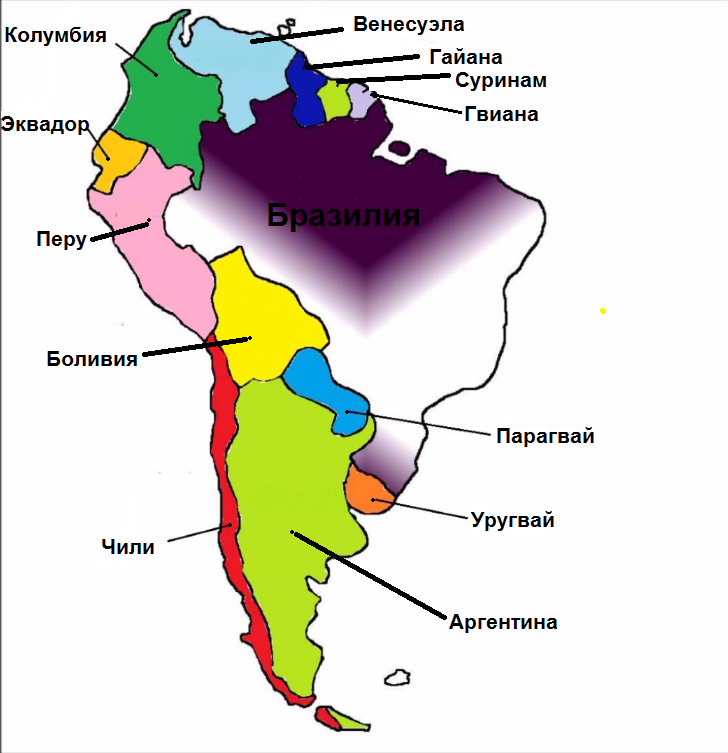 Венесуэла
Колумбия
Гайана
Суринам
Гвиана
Эквадор
Бразилия
Перу
Боливия
Парагвай
Уругвай
Чили
Аргентина